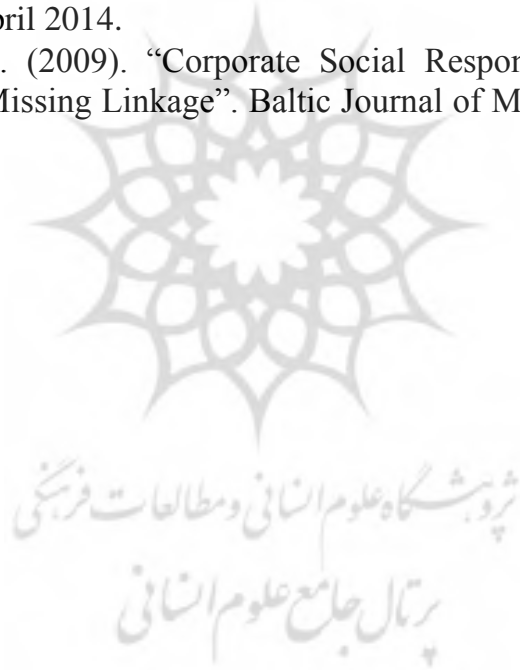 pril 2014.
. (2009). “Corporate Social Respon
Missing Linkage”. Baltic Journal of M
پژوهشگاه علوم انسانی و مطالعات فرهنگی
پرتال جامع علوم انسانی